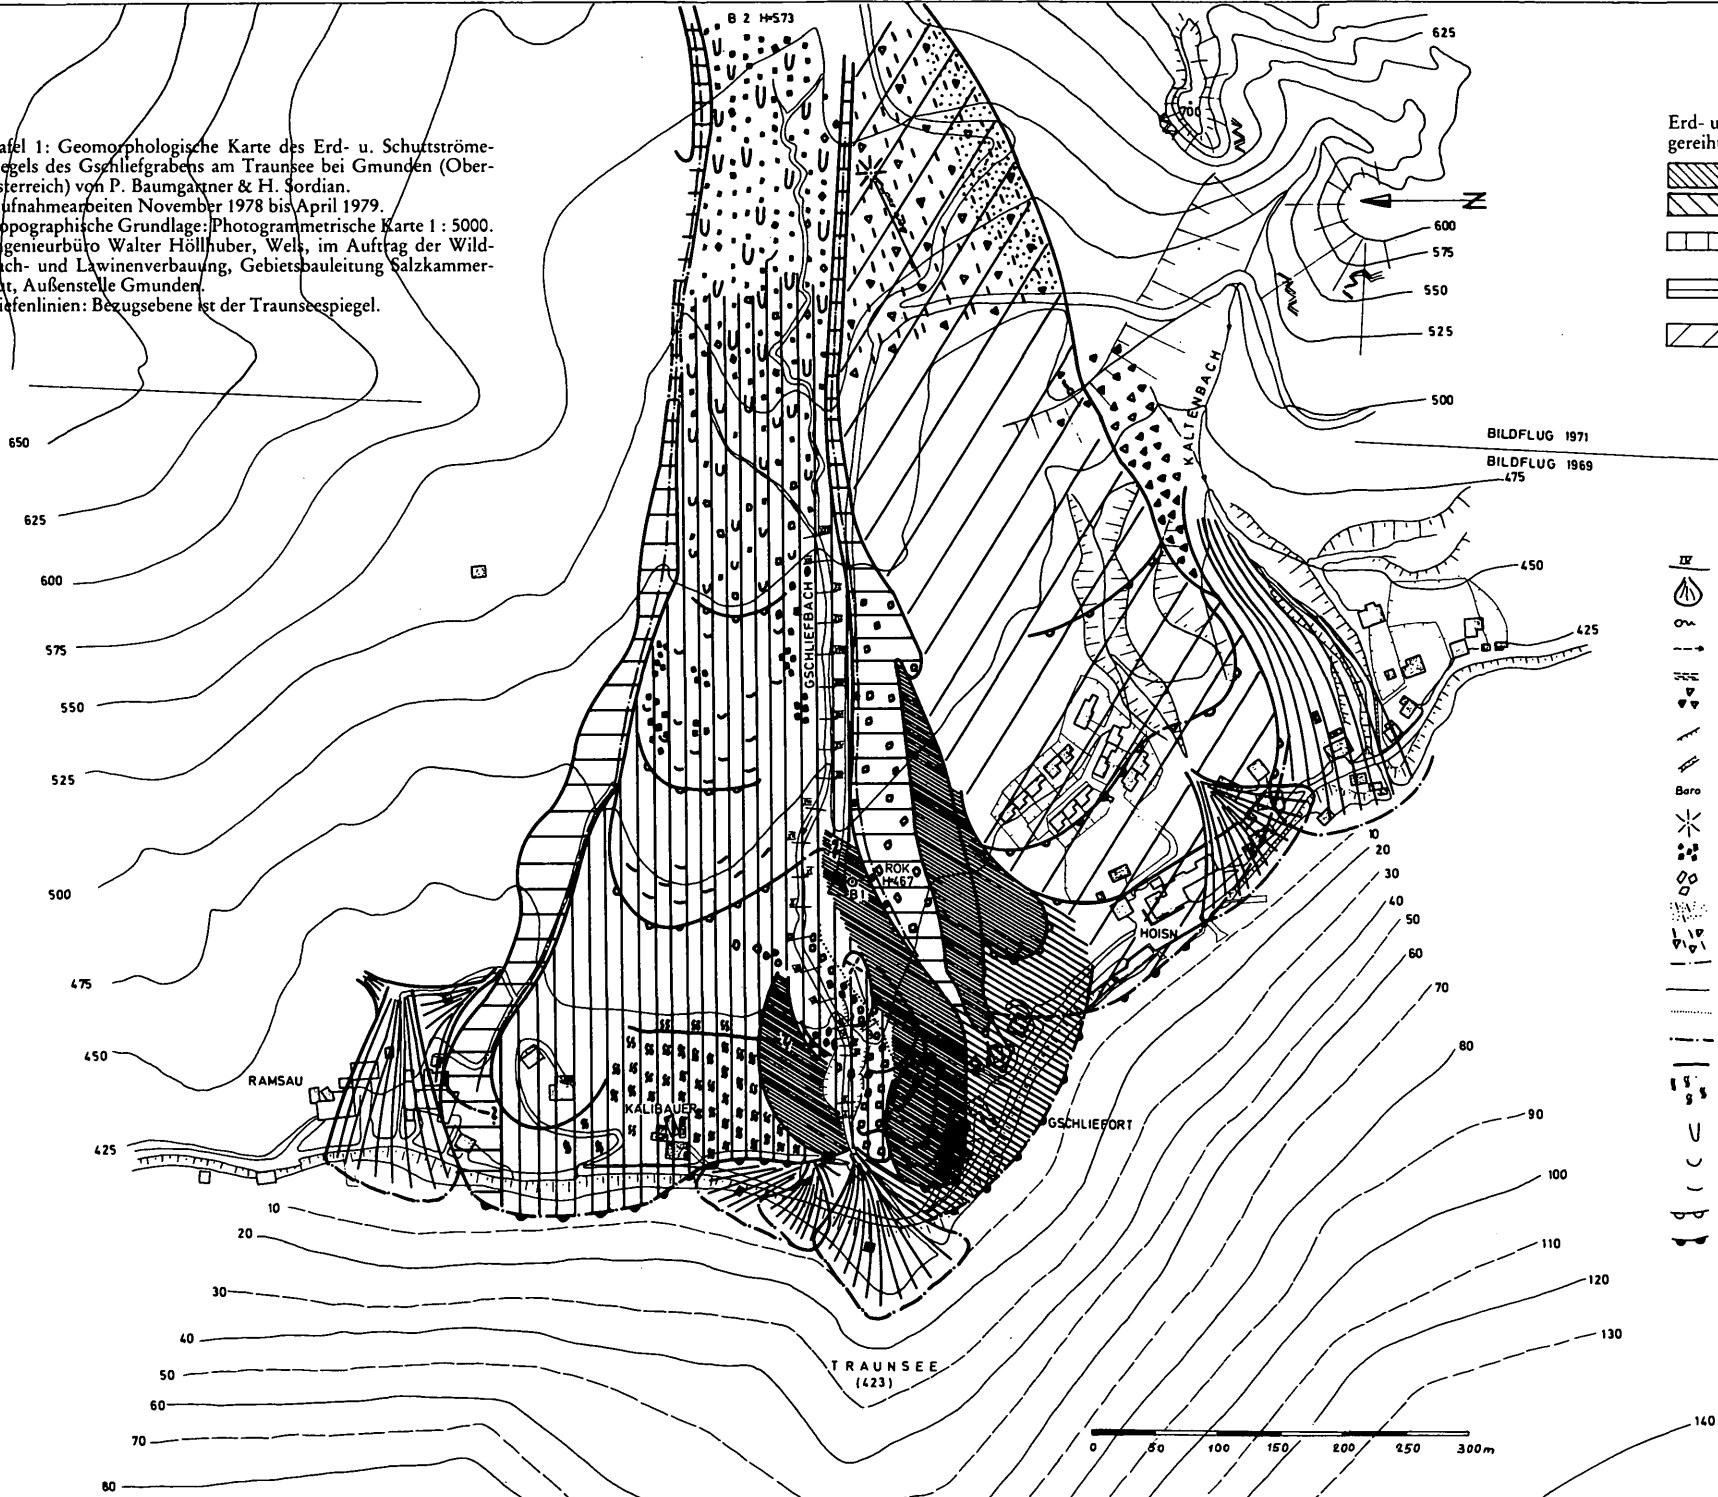 B 2 H=573
625
700
afel 1: Geomorphologische Karte des Erd- u. Schuttströme-
egels des Gschliefgrabens am Traunsee bei Gmunden (Ober-
sterreich) von P. Baumgartner & H. Sordian.
ufnahmearbeiten November 1978 bis April 1979.
opographische Grundlage: Photogrammetrische Karte 1 : 5000.
genieurbüro Walter Höllhuber, Wels, im Auftrag der Wild-
ach- und Lawinenverbauung, Gebietsbauleitung Salzkammer-
ut, Außenstelle Gmunden.
iefenlinien: Bezugsebene ist der Traunseespiegel.
Erd- u
gereih
N
600
575
550
525
500
KALTENBACH
BILDFLUG 1971
BILDFLUG 1969
475
450
425
650
625
600
575
550
525
500
475
450
425
GSCHLIEFBACH
ROK
H=467
B1
HOISN
RAMSAU
KALIBAUER
GSCHLIEFORT
IV
Baro
10
20
30
40
50
60
70
80
90
100
110
120
130
140
10
20
30
40
50
60
70
80
TRAUNSEE
(423)
0 50 100 150 200 250 300m